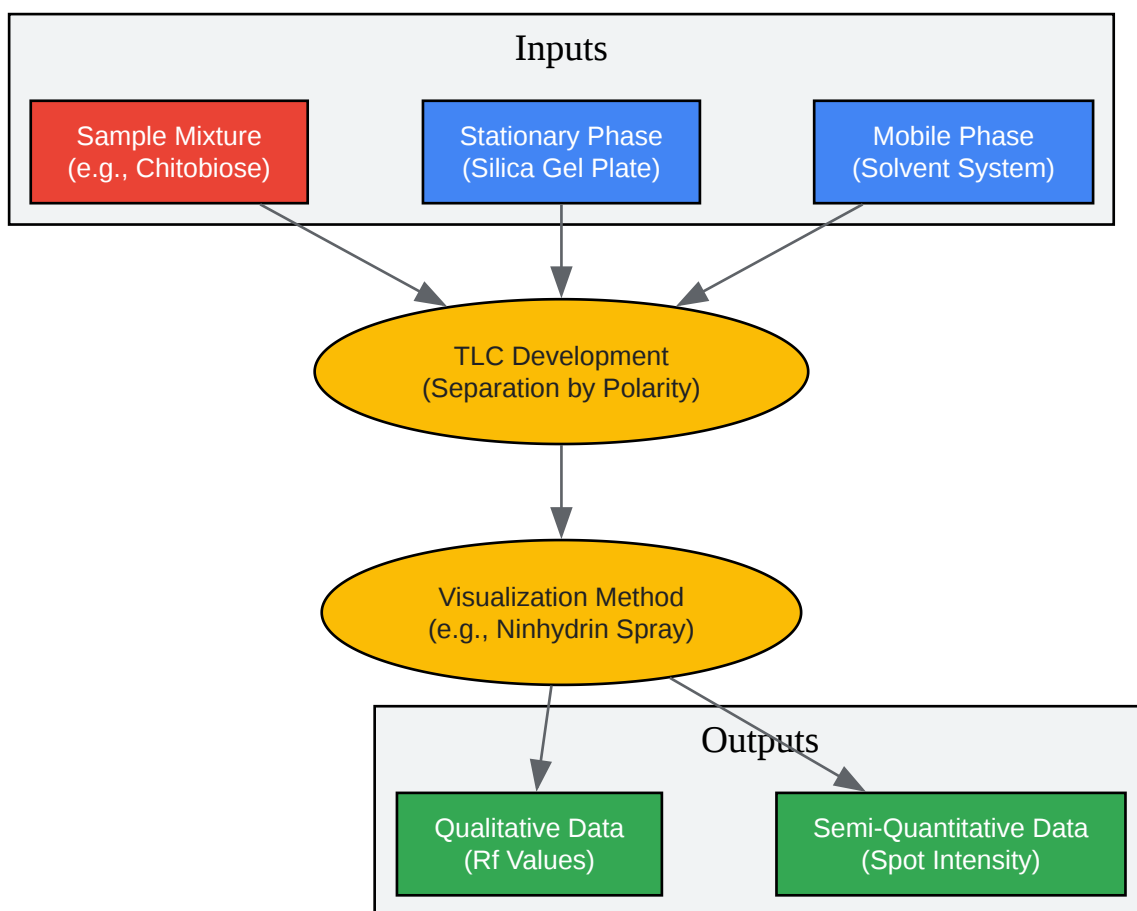 Inputs
Sample Mixture
(e.g., Chitobiose)
Stationary Phase
(Silica Gel Plate)
Mobile Phase
(Solvent System)
TLC Development
(Separation by Polarity)
Visualization Method
(e.g., Ninhydrin Spray)
Outputs
Qualitative Data
(Rf Values)
Semi-Quantitative Data
(Spot Intensity)